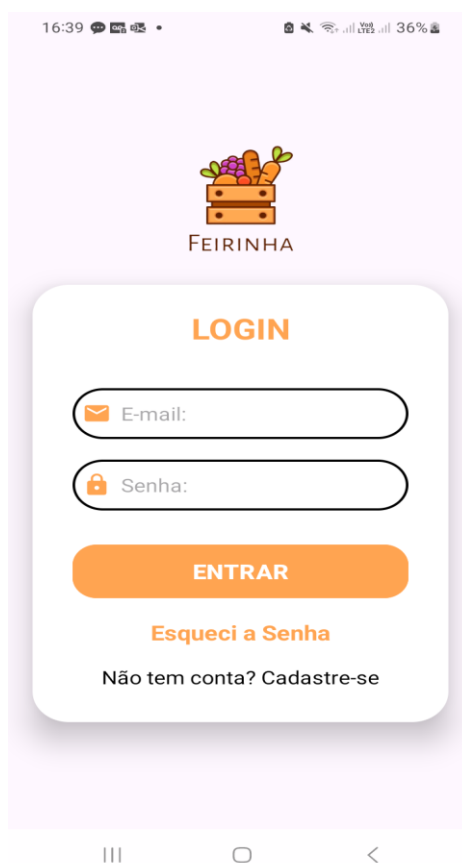 16:39
36%
FEIRINHA
LOGIN
E-mail:
Senha:
ENTRAR
Esqueci a Senha
Não tem conta? Cadastre-se